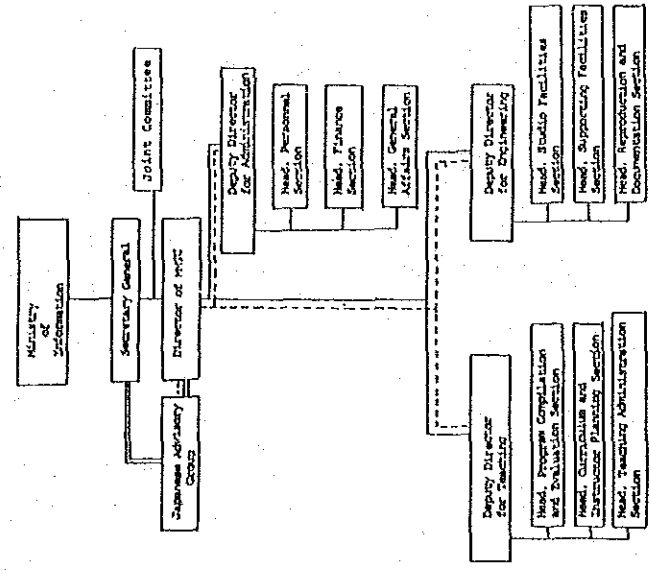 Ministry
of
Information
Secretary General
Joint Committee
Japanese Advisory
Group
Director of
Deputy Director
for Administration
Head, Personnel
Section
Head, Finance
Section
Head, General
Affairs Section
Deputy Director
for Teaching
Head, Program Compilation
and Evaluation Section
Head, Curriculum and
Instructor Planning Section
Head, Teaching Administration
Section
Deputy Director
for Engineering
Head, Studio Facilities
Section
Head, Supporting Facilities
Section
Head, Reproduction and
Documentation Section